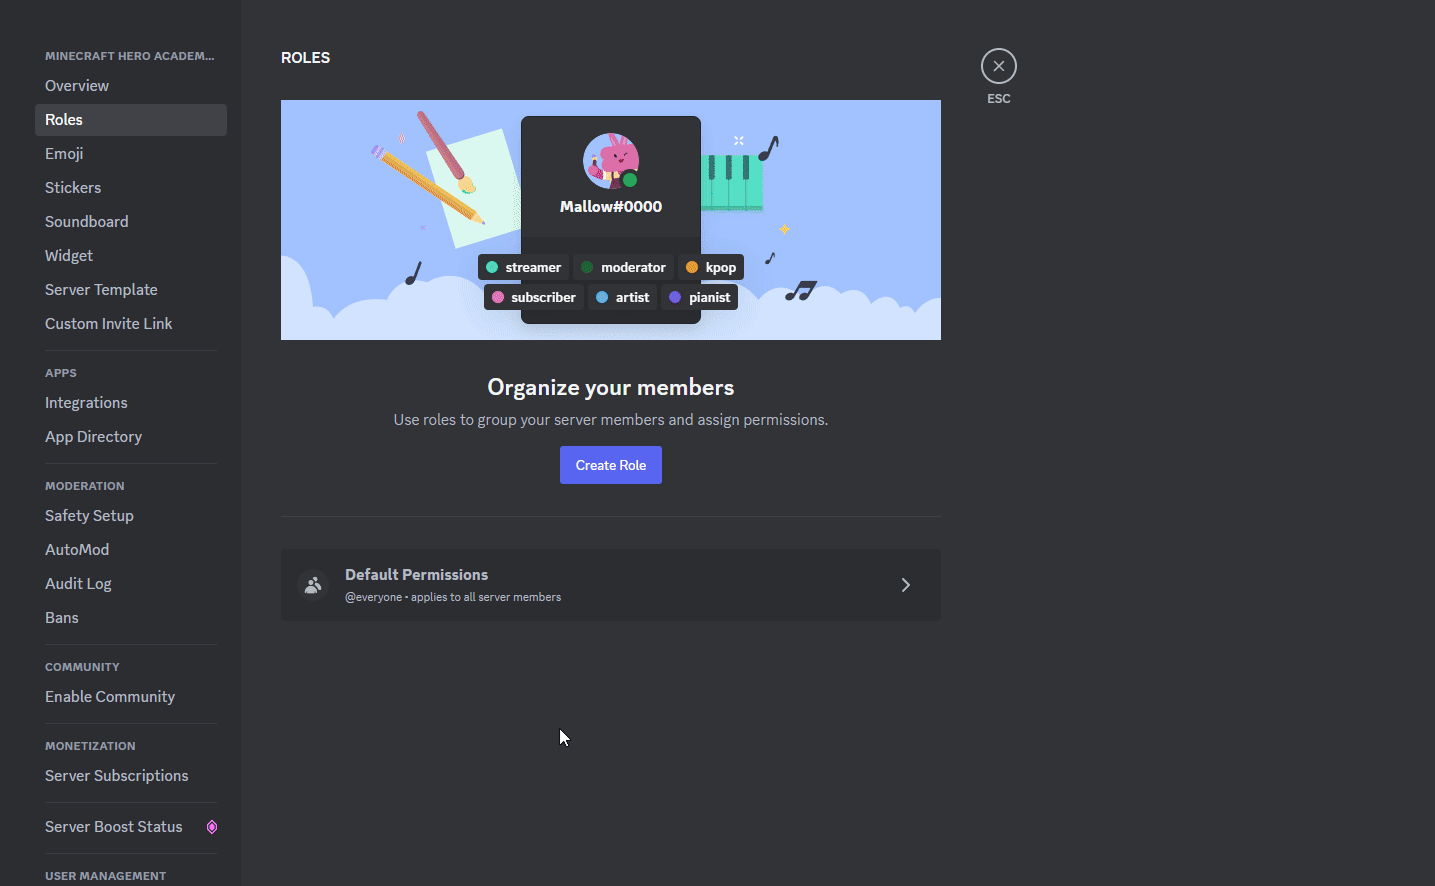 MINECRAFT HERO ACADEM...
Overview
Roles
Emoji
Stickers
Soundboard
Widget
Server Template
Custom Invite Link
APPS
Integrations
App Directory
MODERATION
Safety Setup
AutoMod
Audit Log
Bans
COMMUNITY
Enable Community
MONETIZATION
Server Subscriptions
Server Boost Status
USER MANAGEMENT
ROLES
ESC
Mallow#0000
streamer moderator kpop
subscriber artist pianist
Organize your members
Use roles to group your server members and assign permissions.
Create Role
Default Permissions
@everyone • applies to all server members